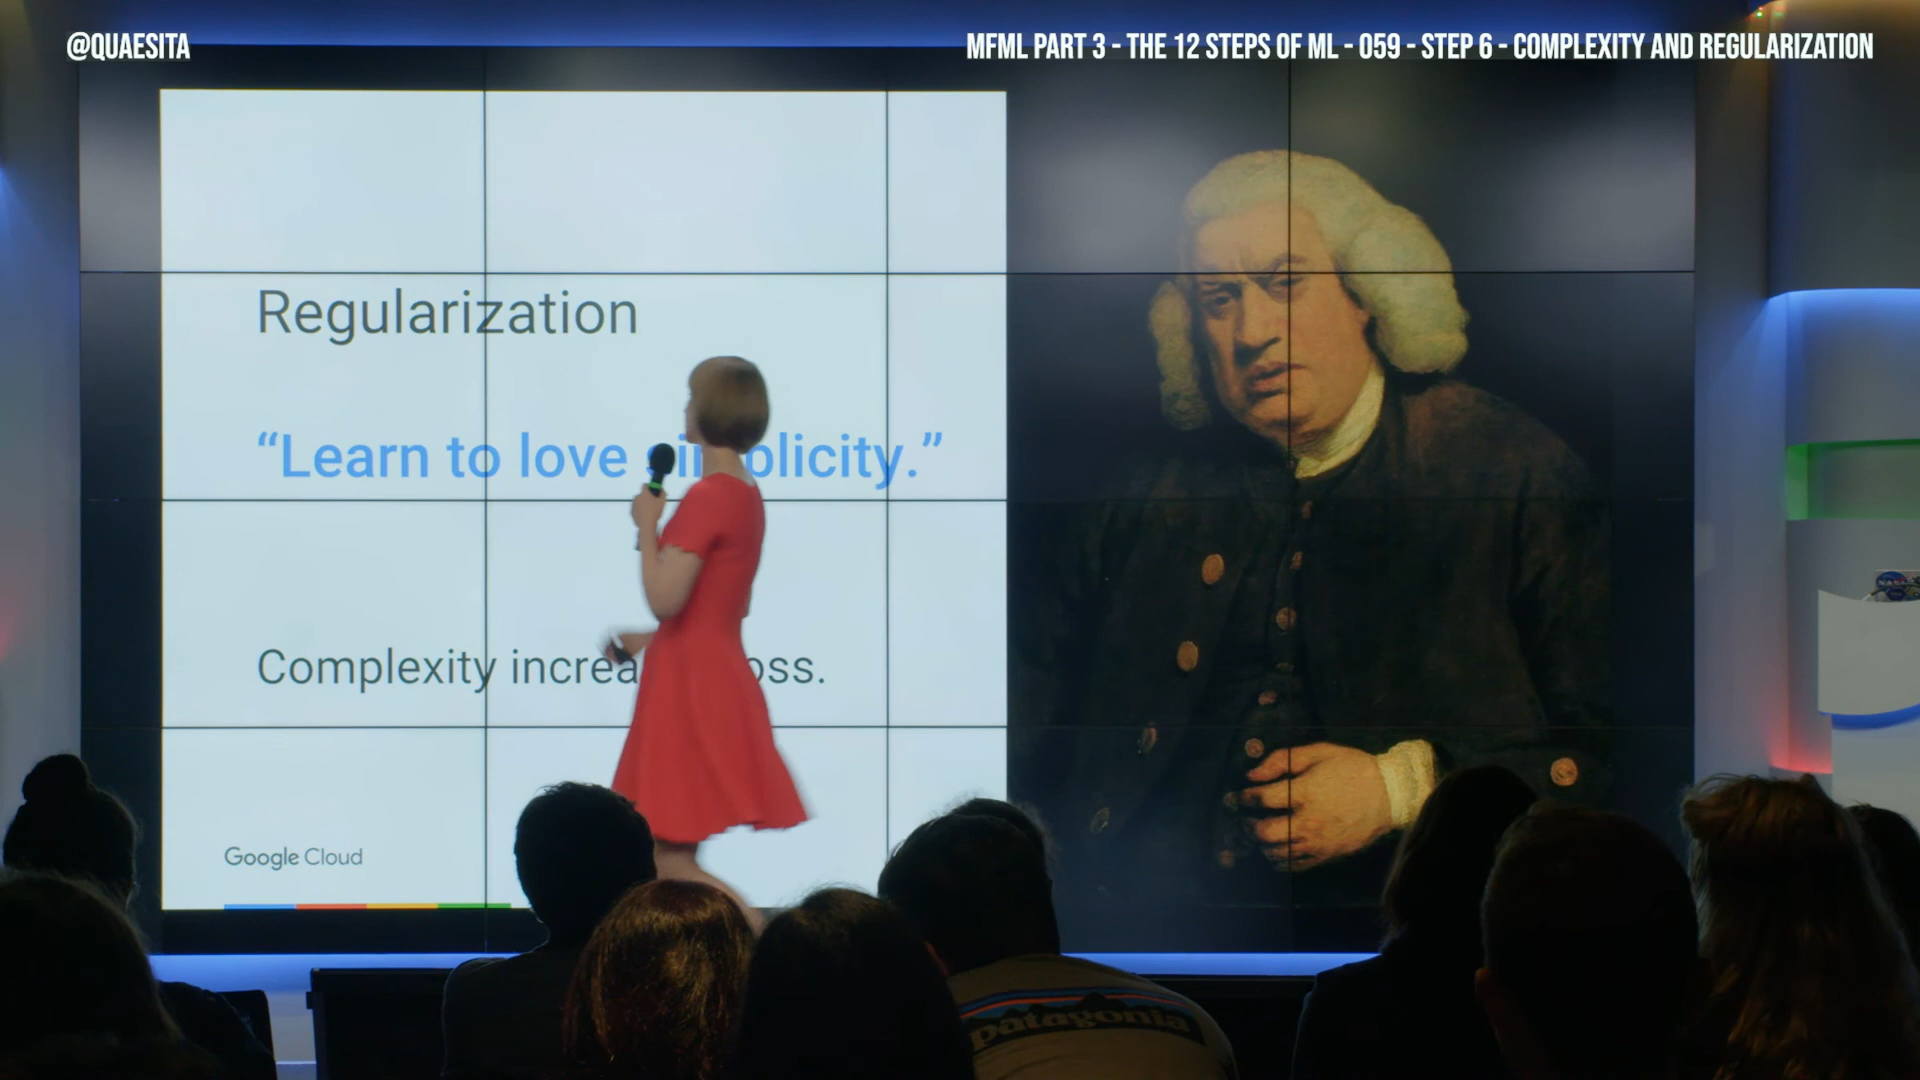 @QUAESITA
MFML PART 3 - THE 12 STEPS OF ML - 059 - STEP 6 - COMPLEXITY AND REGULARIZATION
Regularization
“Learn to love
.”
Complexity
Google Cloud
patagonia
NASA